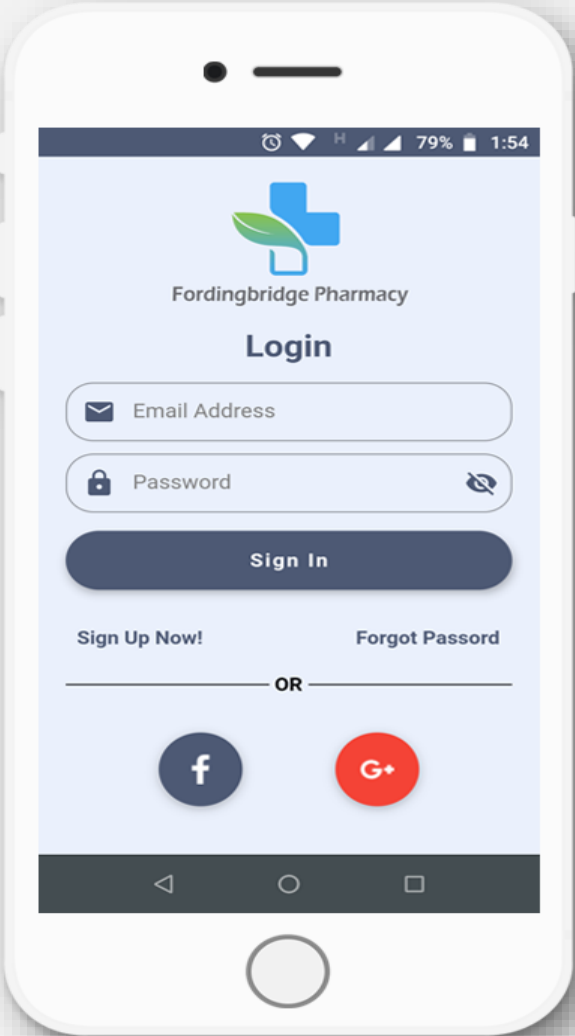 H 79% 1:54
Fordingbridge Pharmacy
Login
Email Address
Password
Sign In
Sign Up Now! Forgot Passord
OR
f G+